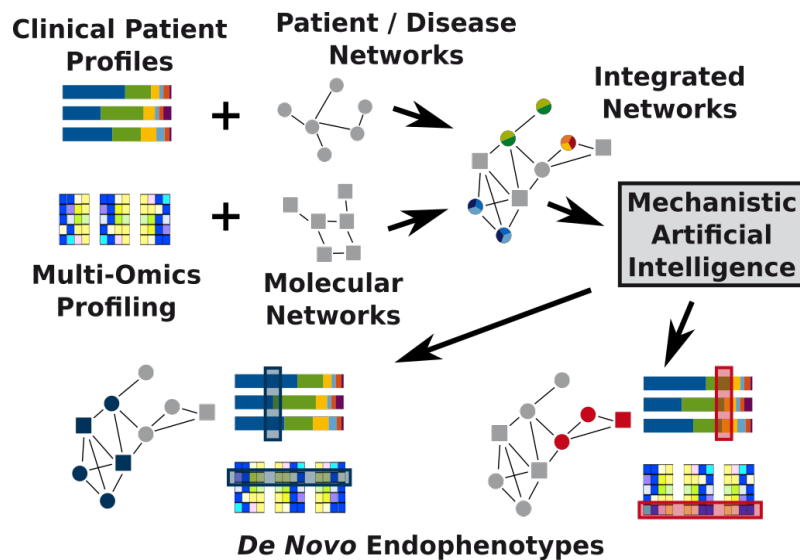 Clinical Patient
Profiles
+
Patient / Disease
Networks
Integrated
Networks
+
Multi-Omics
Profiling
Molecular
Networks
Mechanistic
Artificial
Intelligence
De Novo Endophenotypes